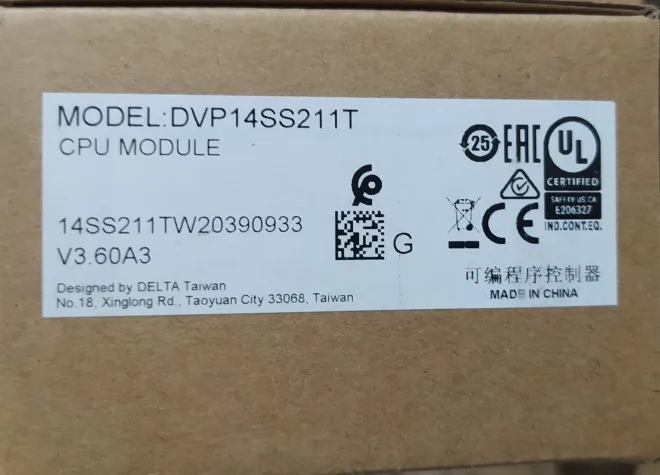 MODEL:DVP14SS211T
CPU MODULE
14SS211TW20390933
V3.60A3
G
Designed by DELTA Taiwan
No.18, Xinglong Rd., Taoyuan City 33068, Taiwan
25
EAC
UL
CERTIFIED
SAFETY US CA
E206327
IND.CONT.EQ.
CE
可编程序控制器
MADE IN CHINA